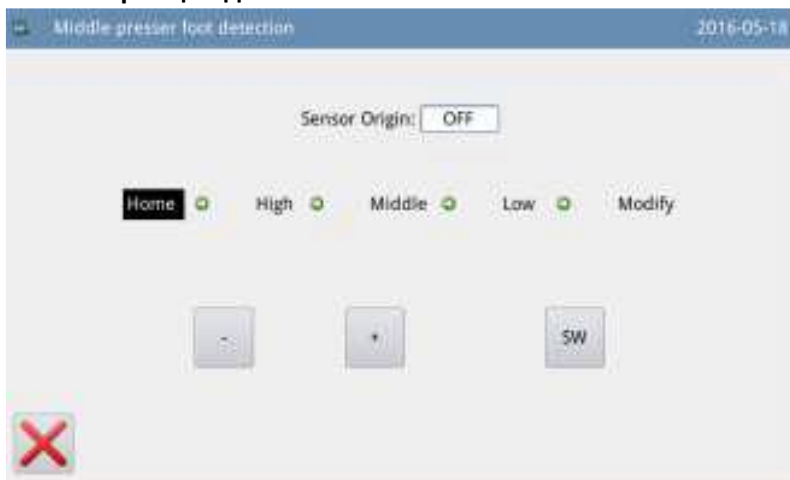 Middle presser foot detection 2016-05-18
Sensor Origin: OFF
Home High Middle Low Modify
- + SW